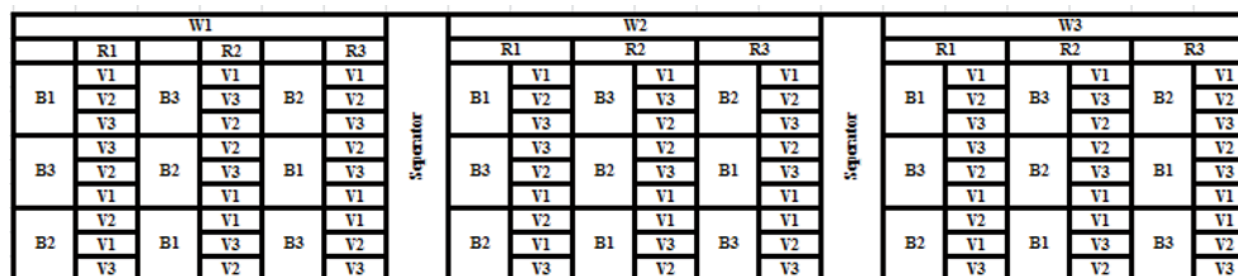 W1 W2 W3
R1 R2 R3 R1 R2 R3 R1 R2 R3
B1 V1 B3 V1 B2 V1 B1 V1 B3 V1 B2 V1 B1 V1 B3 V1 B2 V1
V2 V3 V2 V2 V3 V2 V2 V3 V2
V3 V2 V3 V3 V2 V3 V3 V2 V3
B3 V3 B2 V2 B1 V2 B3 V3 B2 V2 B1 V2 B3 V3 B2 V2 B1 V2
V2 V3 V3 V2 V3 V3 V2 V3 V3
V1 V1 V1 V1 V1 V1 V1 V1 V1
B2 V2 B1 V1 B3 V1 B2 V2 B1 V1 B3 V1 B2 V2 B1 V1 B3 V1
V1 V3 V2 V1 V3 V2 V1 V3 V2
V3 V2 V3 V3 V2 V3 V3 V2 V3
Seperator
Seperator